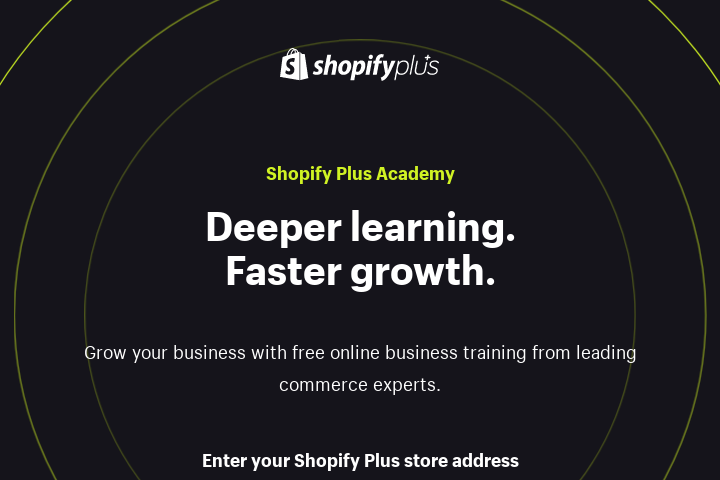 shopifyplus
Shopify Plus Academy
Deeper learning.
Faster growth.
Grow your business with free online business training from leading
commerce experts.
Enter your Shopify Plus store address